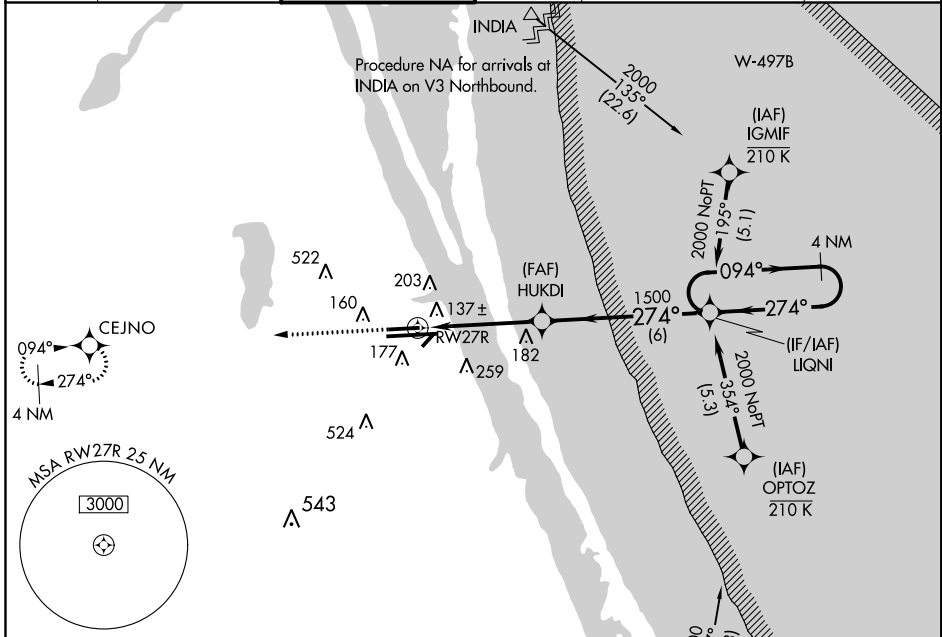 INDIA
Procedure NA for arrivals at
INDIA on V3 Northbound.
2000
135°
(22.6)
W-497B
(IAF)
IGMIF
210 K
2000 NoPT
195°
(5.1)
4 NM
094°
522
203
(FAF)
HUKDI
1500
274°
(6)
274°
160
137±
RW27R
182
(IF/IAF)
LIQNI
CEJNO
094°
274°
4 NM
177
259
2000 NoPT
354°
(5.3)
524
(IAF)
OPTOZ
210 K
MSA RW27R 25 NM
3000
543